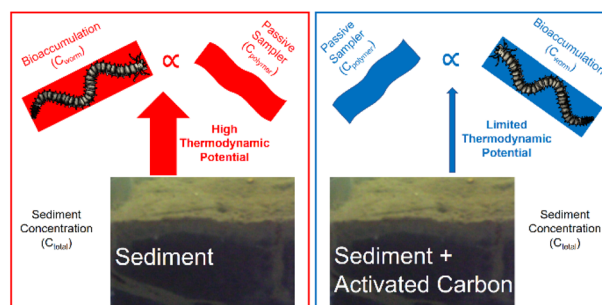 Bioaccumulation
(Cworm)
∝
Passive
Sampler
(Cpolymer)
High
Thermodynamic
Potential
Sediment
Concentration
(Ctotal)
Sediment
Passive
Sampler
(Cpolymer)
∝
Bioaccumulation
(Cworm)
Limited
Thermodynamic
Potential
Sediment +
Activated Carbon
Sediment
Concentration
(Ctotal)